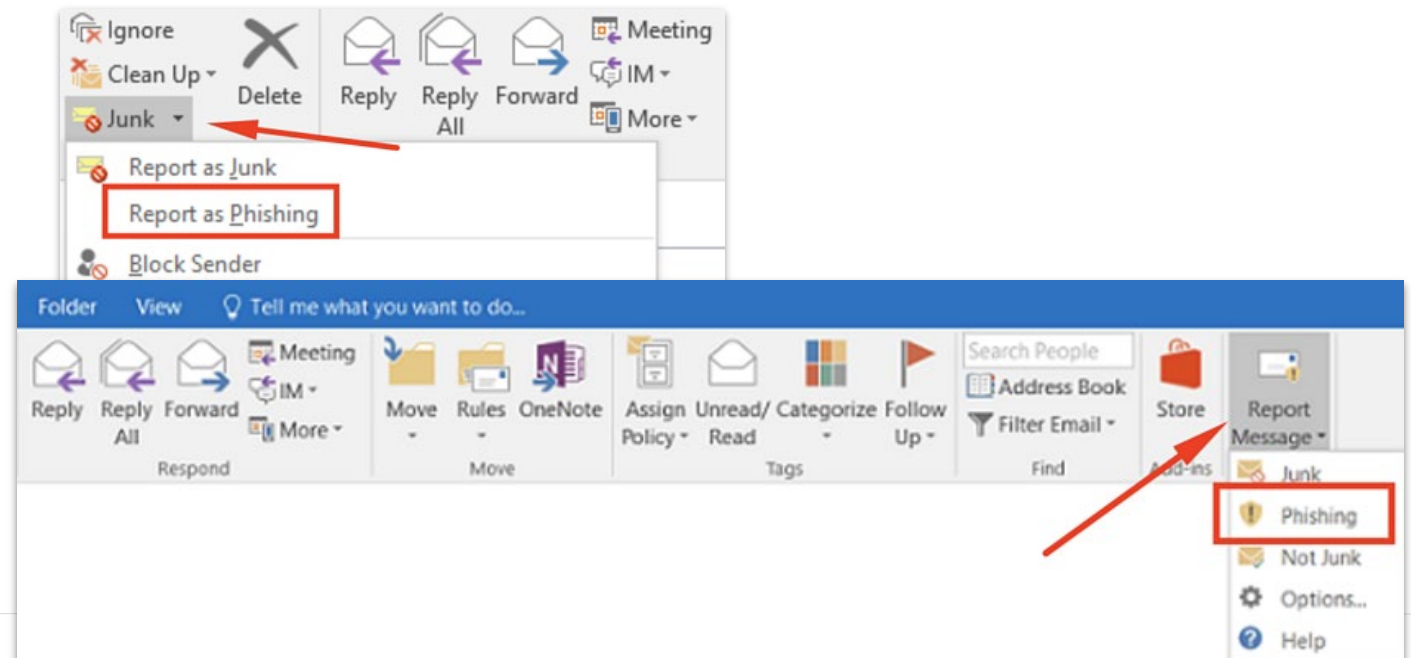 Ignore
Clean Up
Junk
Delete
Reply
Reply
All
Forward
Meeting
IM
More
Report as Junk
Report as Phishing
Block Sender
Folder View Tell me what you want to do...
Reply
Reply
All
Forward
Meeting
IM
More
Respond
Move
Rules
OneNote
Move
Assign
Policy
Unread/
Read
Categorize
Follow
Up
Tags
Search People
Address Book
Filter Email
Find
Store
Add-ins
Report
Message
Junk
Phishing
Not Junk
Options...
Help